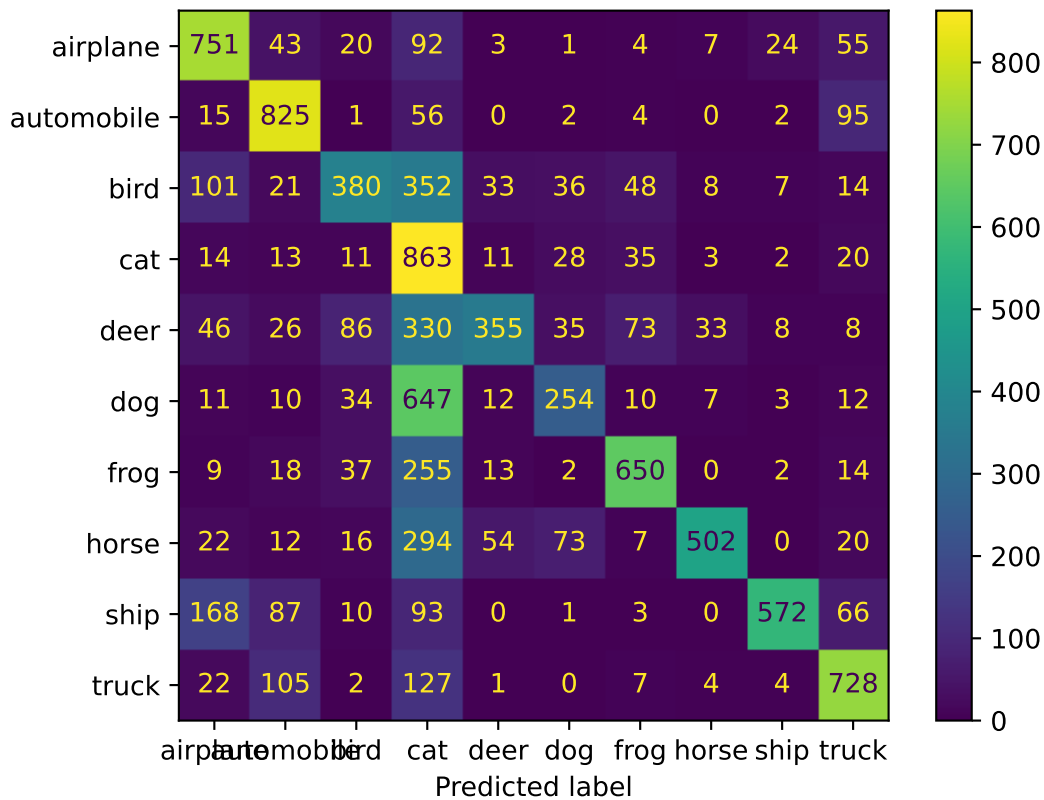 airplane 751 43 20 92 3 1 4 7 24 55
automobile 15 825 1 56 0 2 4 0 2 95
bird 101 21 380 352 33 36 48 8 7 14
cat 14 13 11 863 11 28 35 3 2 20
deer 46 26 86 330 355 35 73 33 8 8
dog 11 10 34 647 12 254 10 7 3 12
frog 9 18 37 255 13 2 650 0 2 14
horse 22 12 16 294 54 73 7 502 0 20
ship 168 87 10 93 0 1 3 0 572 66
truck 22 105 2 127 1 0 7 4 4 728
airplane automobile bird cat deer dog frog horse ship truck
Predicted label
800
700
600
500
400
300
200
100
0